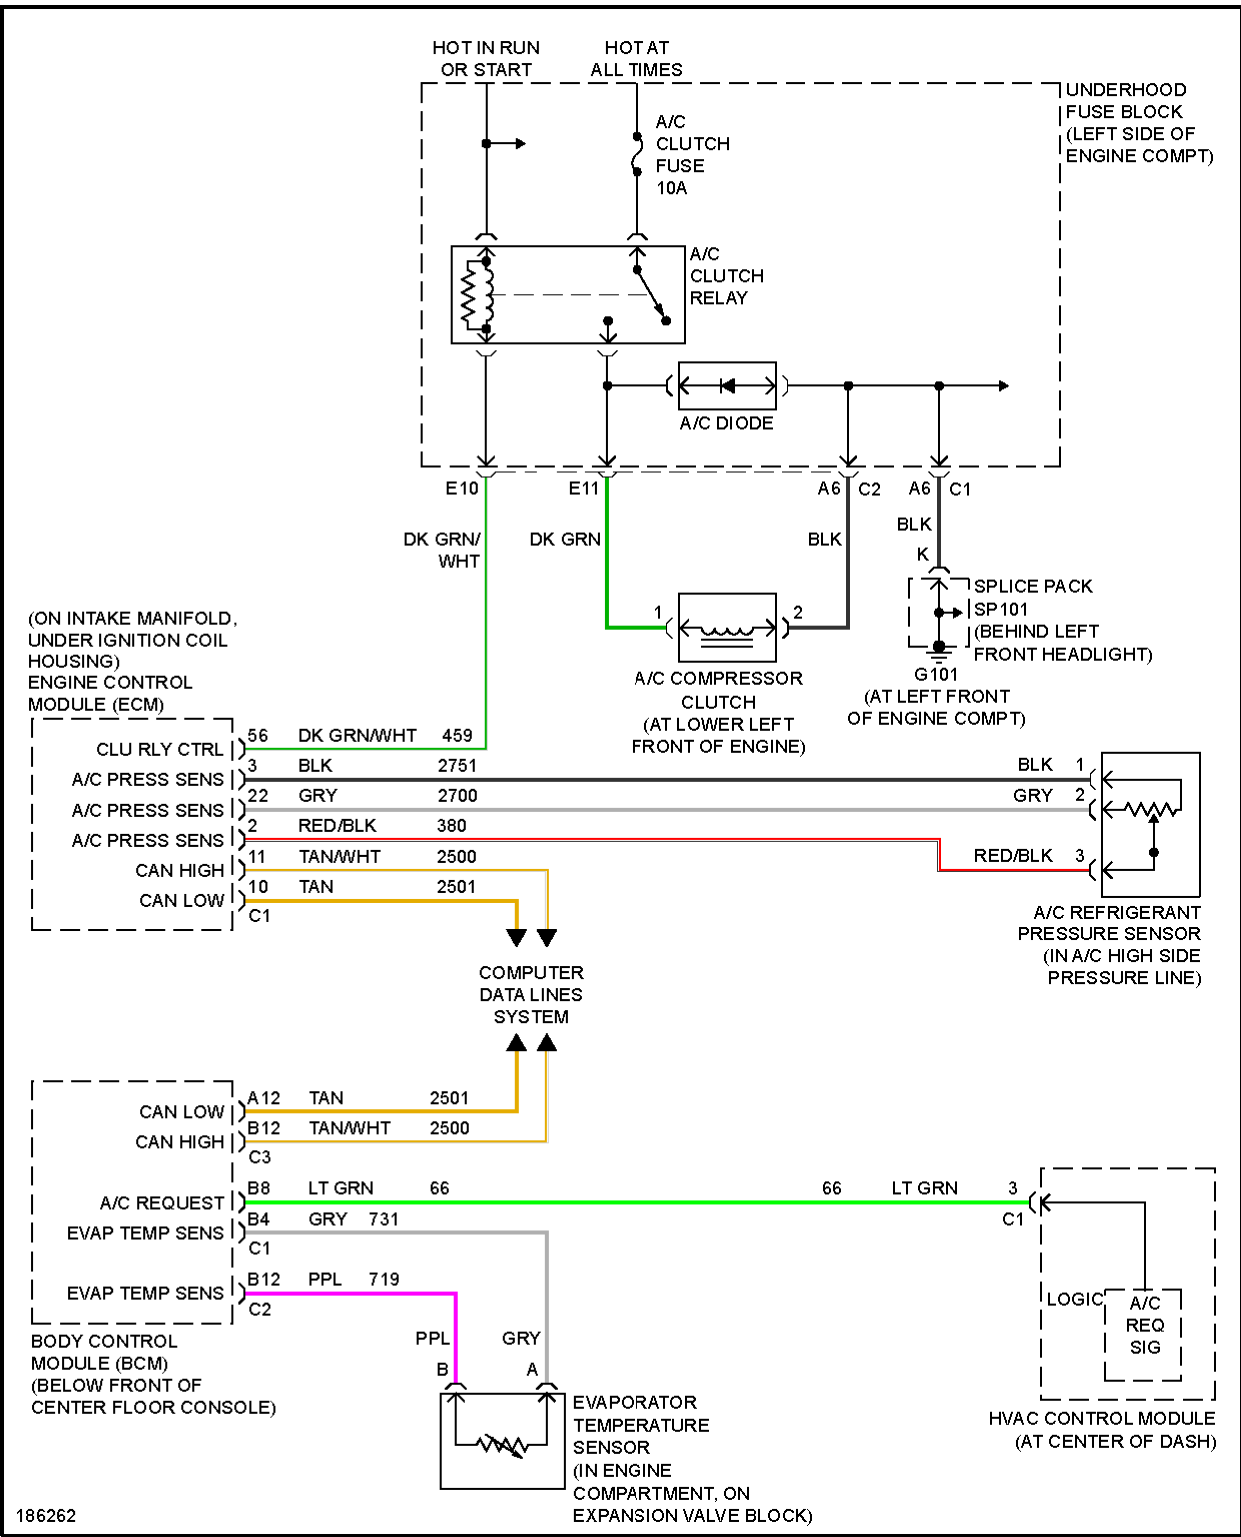 HOT IN RUN
OR START
HOT AT
ALL TIMES
UNDERHOOD
FUSE BLOCK
(LEFT SIDE OF
ENGINE COMPT)
A/C
CLUTCH
FUSE
10A
A/C
CLUTCH
RELAY
A/C DIODE
E10
E11
A6
C2
A6
C1
DK GRN/
WHT
DK GRN
BLK
BLK
K
SPLICE PACK
SP101
(BEHIND LEFT
FRONT HEADLIGHT)
G101
(AT LEFT FRONT
OF ENGINE COMPT)
1
2
A/C COMPRESSOR
CLUTCH
(AT LOWER LEFT
FRONT OF ENGINE)
(ON INTAKE MANIFOLD,
UNDER IGNITION COIL
HOUSING)
ENGINE CONTROL
MODULE (ECM)
CLU RLY CTRL 56 DK GRN/WHT 459
A/C PRESS SENS 3 BLK 2751
A/C PRESS SENS 22 GRY 2700
A/C PRESS SENS 2 RED/BLK 380
CAN HIGH 11 TAN/WHT 2500
CAN LOW 10 TAN 2501
C1
BLK 1
GRY 2
RED/BLK 3
A/C REFRIGERANT
PRESSURE SENSOR
(IN A/C HIGH SIDE
PRESSURE LINE)
COMPUTER
DATA LINES
SYSTEM
CAN LOW A12 TAN 2501
CAN HIGH B12 TAN/WHT 2500
C3
A/C REQUEST B8 LT GRN 66
66 LT GRN 3
C1
EVAP TEMP SENS B4 GRY 731
C1
EVAP TEMP SENS B12 PPL 719
C2
BODY CONTROL
MODULE (BCM)
(BELOW FRONT OF
CENTER FLOOR CONSOLE)
PPL
GRY
B
A
EVAPORATOR
TEMPERATURE
SENSOR
(IN ENGINE
COMPARTMENT, ON
EXPANSION VALVE BLOCK)
LOGIC
A/C
REQ
SIG
HVAC CONTROL MODULE
(AT CENTER OF DASH)
186262